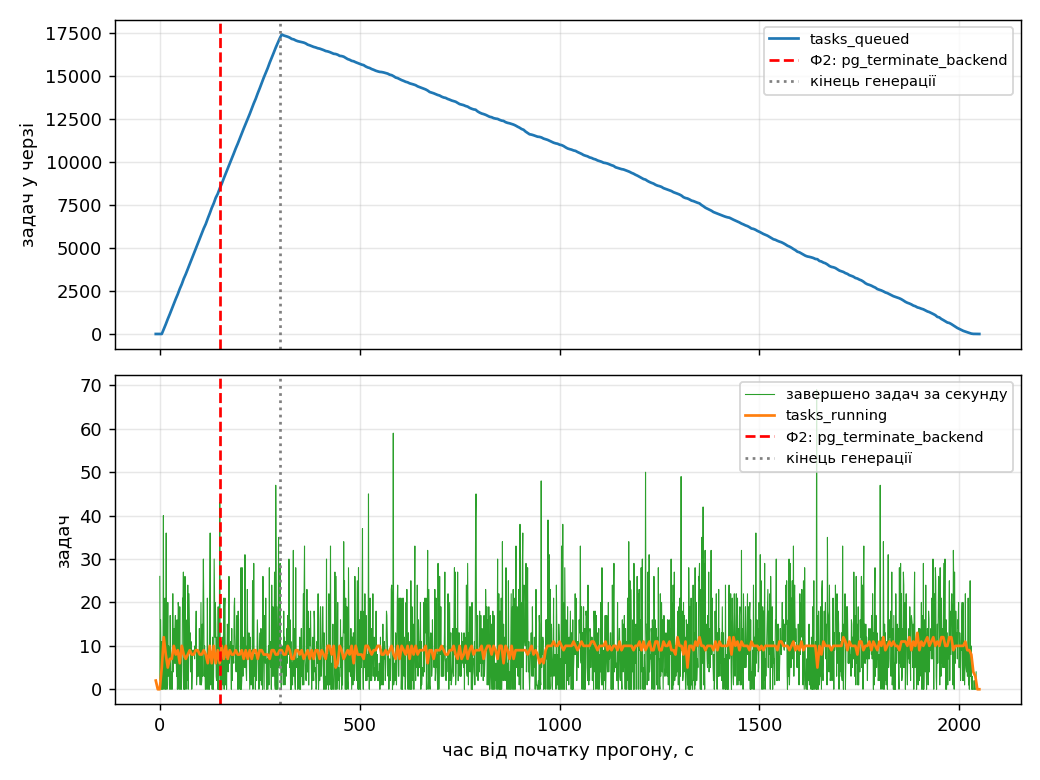 17500
15000
12500
10000
7500
5000
2500
0
задач у черзі
tasks_queued
Ф2: pg_terminate_backend
кінець генерації
70
60
50
40
30
20
10
0
задач
завершено задач за секунду
tasks_running
Ф2: pg_terminate_backend
кінець генерації
0 500 1000 1500 2000
час від початку прогону, с